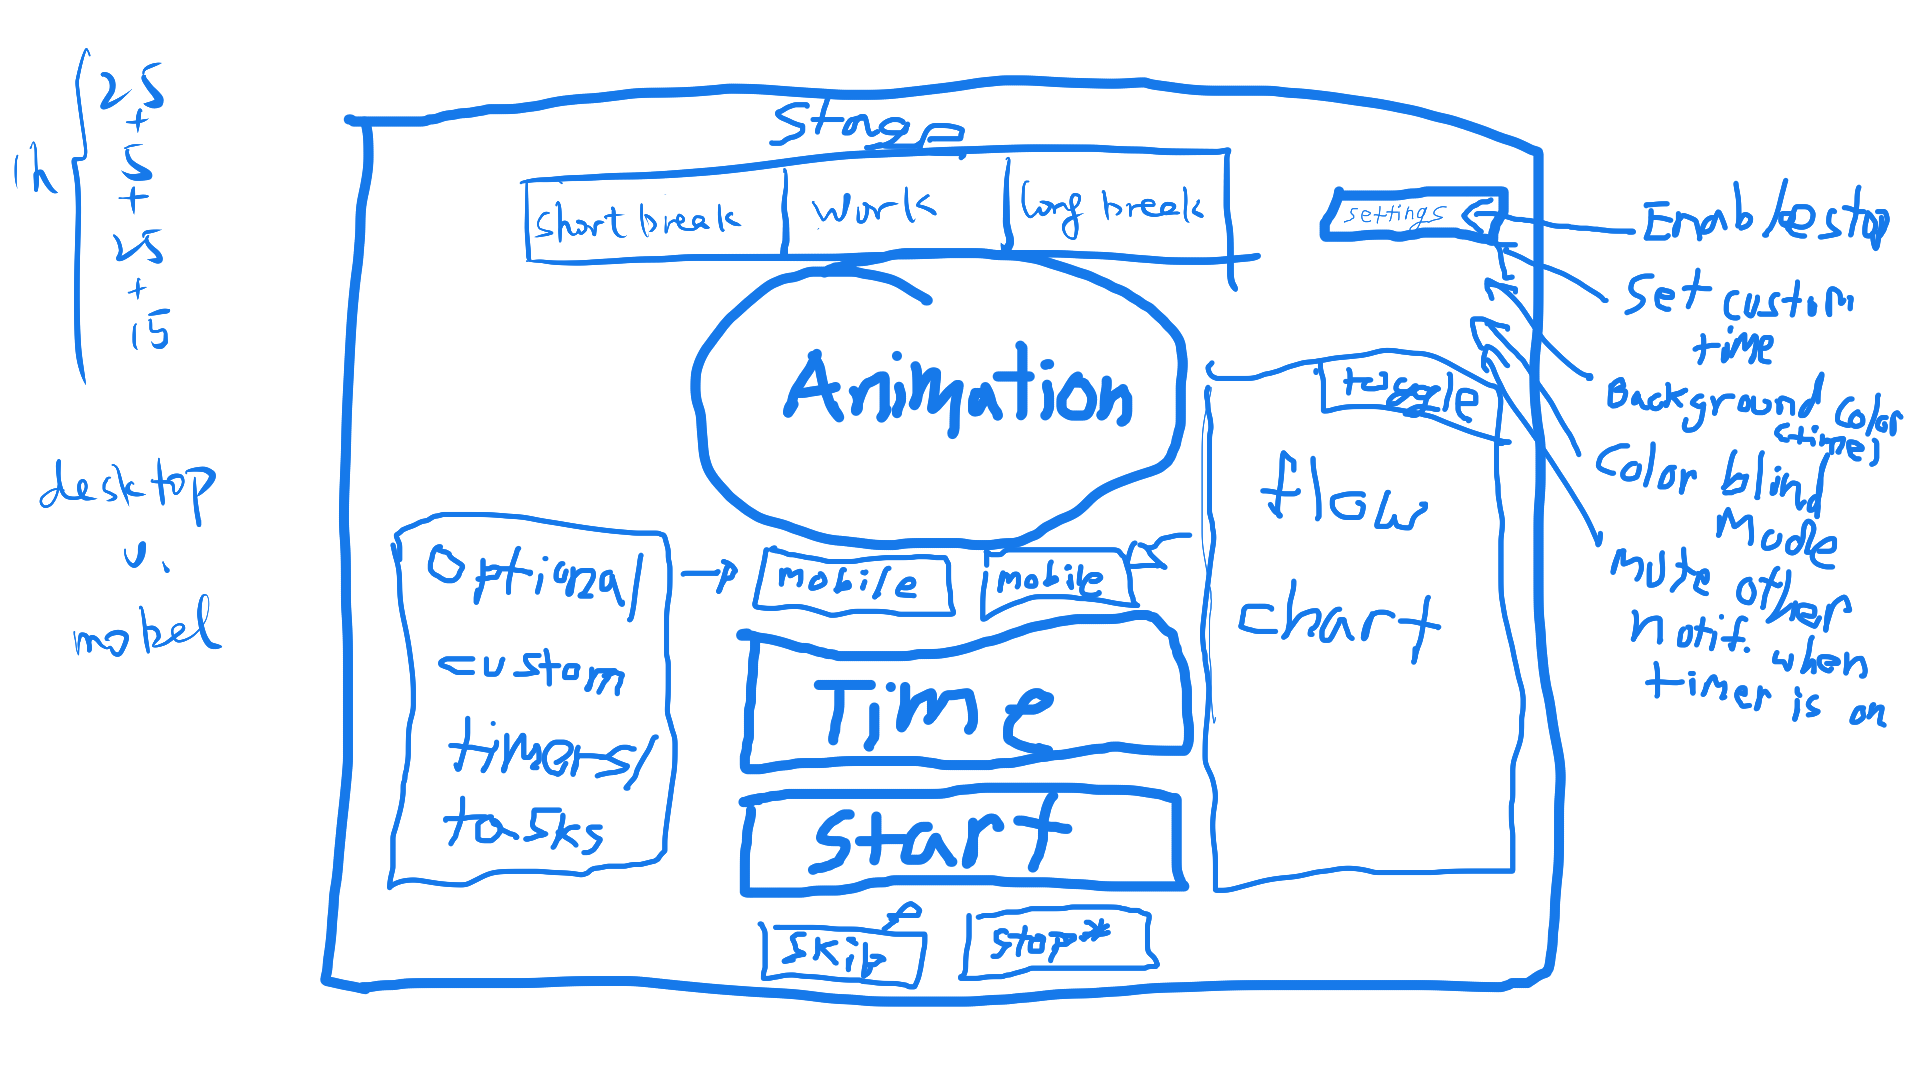 1h
25
+
5
+
25
+
15
desktop
v.
mobel
Stage
short break
work
long break
settings
Animation
Optional
custom
timers/
tasks
mobile
mobile
Time
Start
skip
stop*
toggle
flow
chart
Enable stop
Set custom
time
Background color
(times)
Color blind
Mode
Mute other
notif. when
timer is on